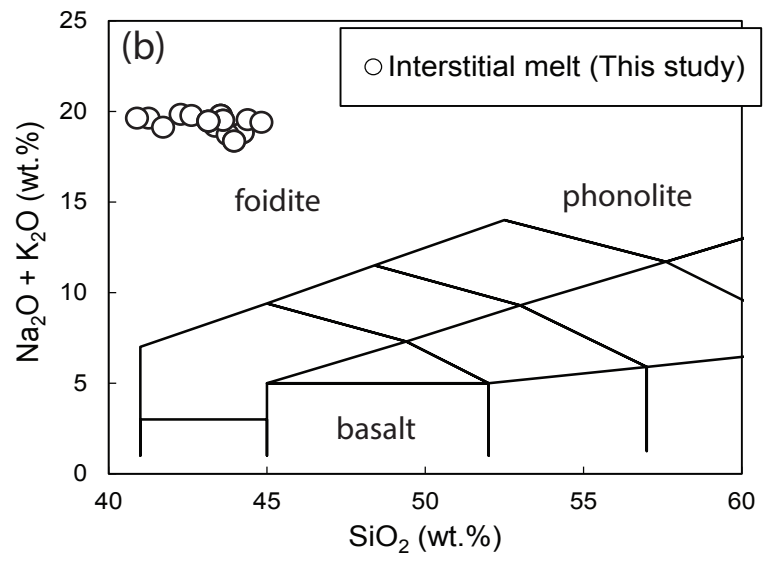 25
(b)
Interstitial melt (This study)
20
15
foidite
phonolite
10
5
basalt
0
40
45
50
55
60
Na₂O + K₂O (wt.%)
SiO₂ (wt.%)